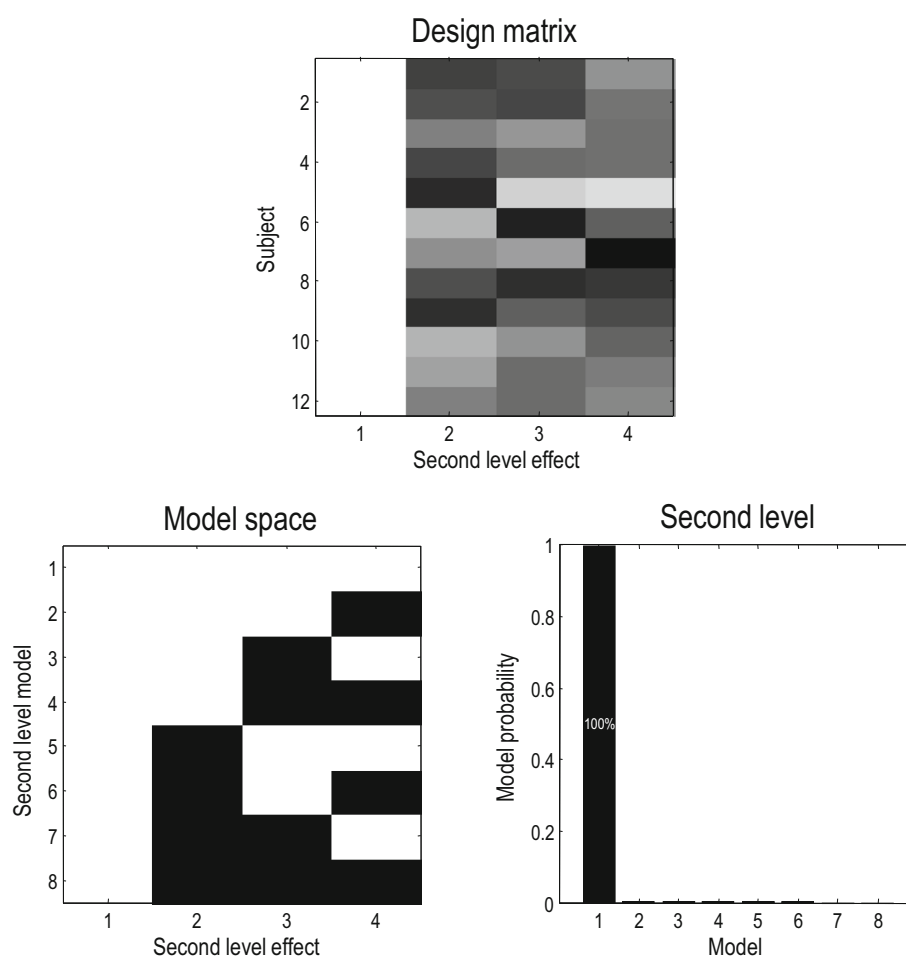 Design matrix
2
4
6
8
10
12
Subject
1 2 3 4
Second level effect
Model space
1
2
3
4
5
6
7
8
Second level model
1 2 3 4
Second level effect
Second level
1
0.8
0.6
0.4
0.2
0
Model probability
100%
1 2 3 4 5 6 7 8
Model